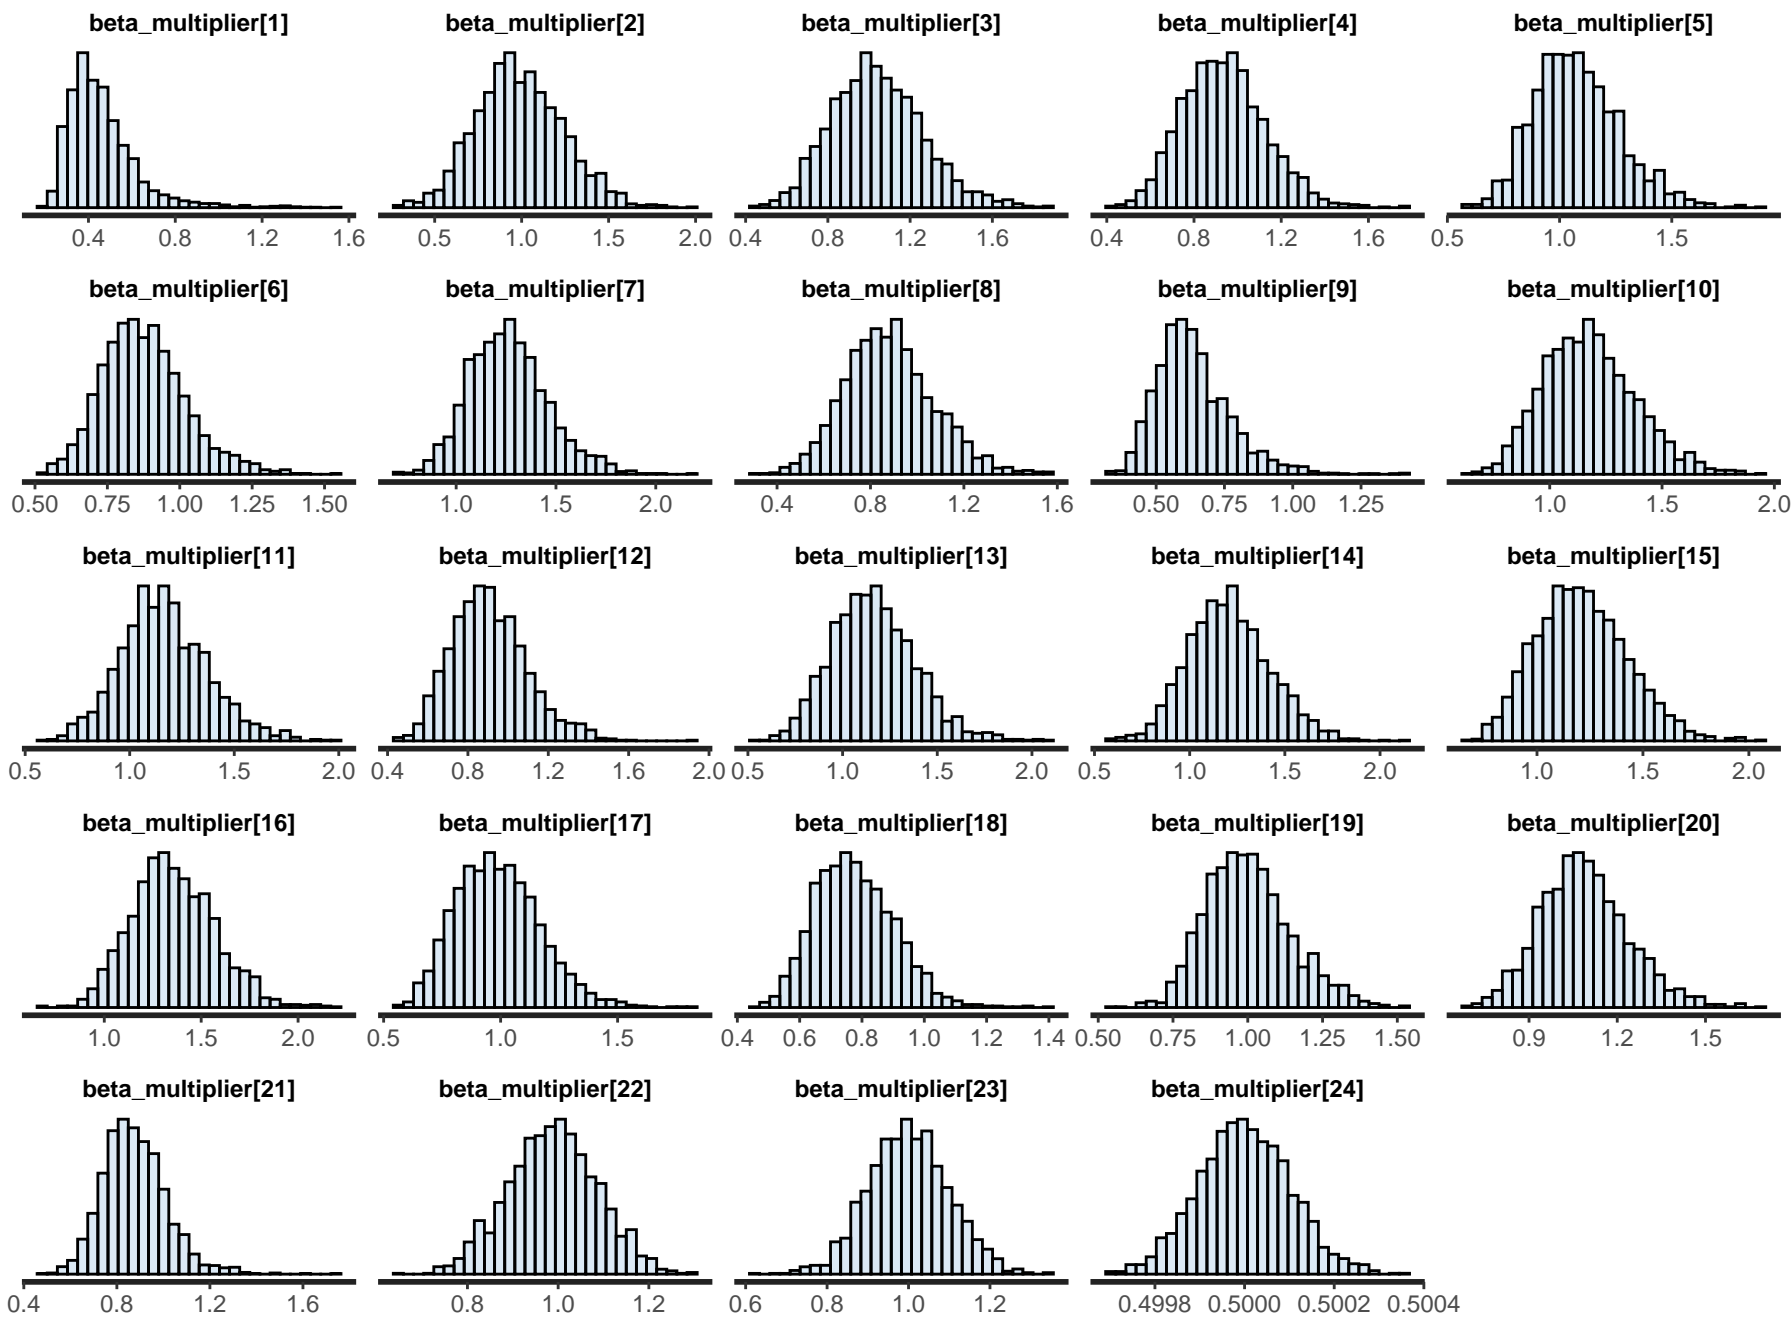 beta_multiplier[1] beta_multiplier[2] beta_multiplier[3] beta_multiplier[4] beta_multiplier[5]
0.4 0.8 1.2 1.6 0.5 1.0 1.5 2.0 0.4 0.8 1.2 1.6 0.4 0.8 1.2 1.6 0.5 1.0 1.5
beta_multiplier[6] beta_multiplier[7] beta_multiplier[8] beta_multiplier[9] beta_multiplier[10]
0.50 0.75 1.00 1.25 1.50 1.0 1.5 2.0 0.4 0.8 1.2 1.6 0.50 0.75 1.00 1.25 1.0 1.5 2.0
beta_multiplier[11] beta_multiplier[12] beta_multiplier[13] beta_multiplier[14] beta_multiplier[15]
0.5 1.0 1.5 2.0 0.4 0.8 1.2 1.6 2.0 0.5 1.0 1.5 2.0 0.5 1.0 1.5 2.0 1.0 1.5 2.0
beta_multiplier[16] beta_multiplier[17] beta_multiplier[18] beta_multiplier[19] beta_multiplier[20]
1.0 1.5 2.0 0.5 1.0 1.5 0.4 0.6 0.8 1.0 1.2 1.4 0.50 0.75 1.00 1.25 1.50 0.9 1.2 1.5
beta_multiplier[21] beta_multiplier[22] beta_multiplier[23] beta_multiplier[24]
0.4 0.8 1.2 1.6 0.8 1.0 1.2 0.6 0.8 1.0 1.2 0.4998 0.5000 0.5002 0.5004